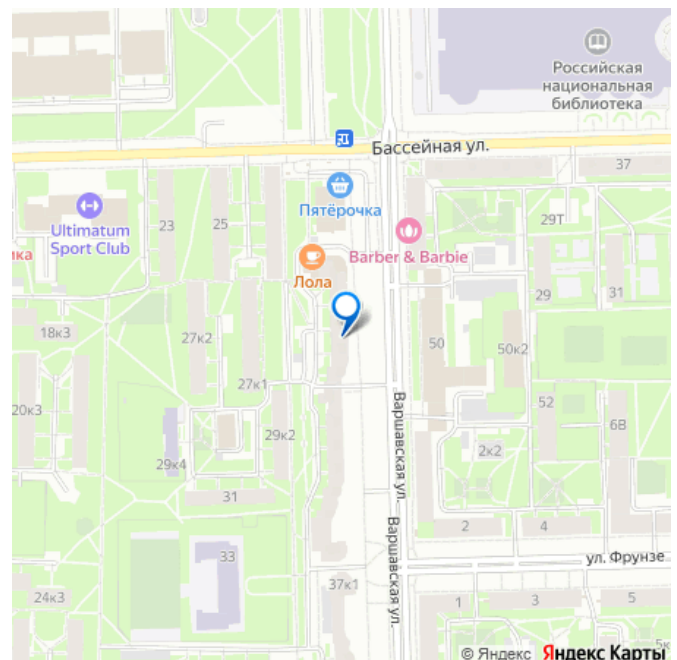 Российская
национальная
библиотека
Бассейная ул.
37
Пятёрочка
Ultimatum
Sport Club
ика
23
25
29Т
Barber & Barbie
Лола
29
31
18к3
27к2
50
50к2
27к1
20к3
52
6В
Варшавская ул.
29к2
2к2
29к4
31
2
4
Варшавская ул.
33
ул. Фрунзе
37к1
24к3
1
3
5
5к
© Яндекс Яндекс Карты